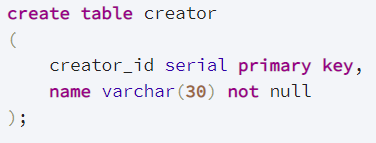 create table creator
(
    creator_id serial primary key,
    name varchar(30) not null
);